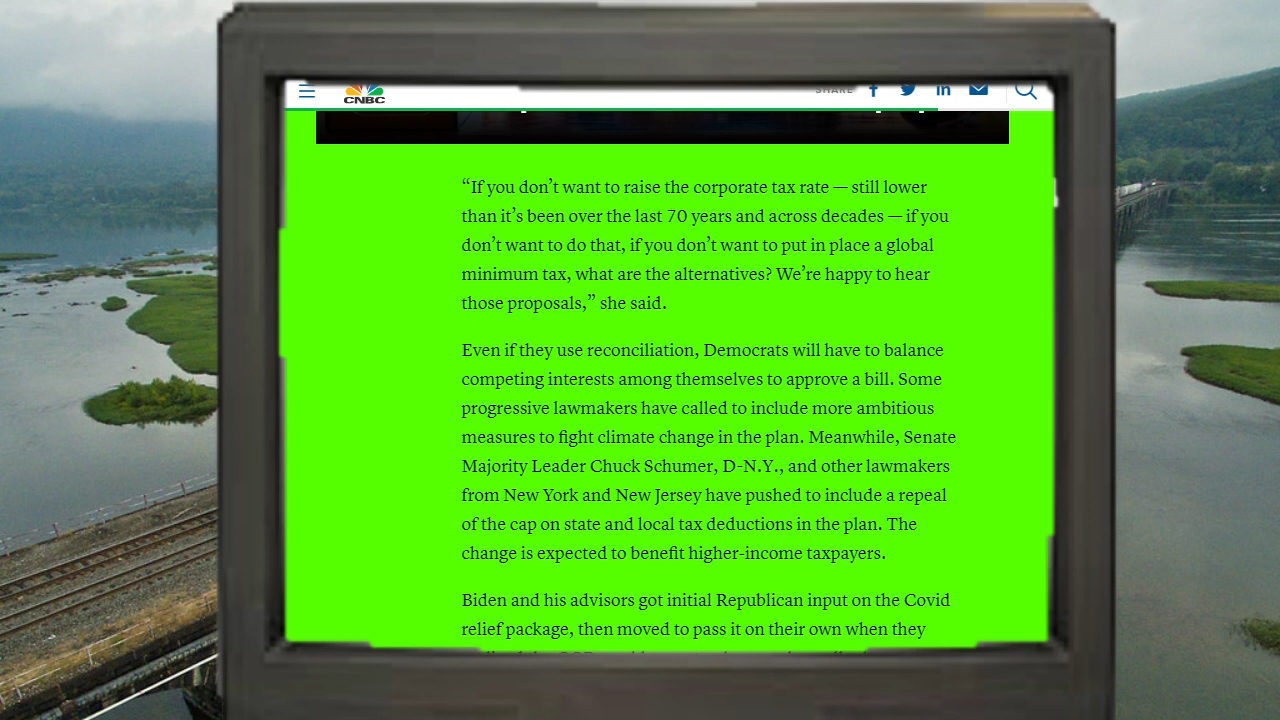 CNBC
SHARE
“If you don’t want to raise the corporate tax rate — still lower
than it’s been over the last 70 years and across decades — if you
don’t want to do that, if you don’t want to put in place a global
minimum tax, what are the alternatives? We’re happy to hear
those proposals,” she said.
Even if they use reconciliation, Democrats will have to balance
competing interests among themselves to approve a bill. Some
progressive lawmakers have called to include more ambitious
measures to fight climate change in the plan. Meanwhile, Senate
Majority Leader Chuck Schumer, D-N.Y., and other lawmakers
from New York and New Jersey have pushed to include a repeal
of the cap on state and local tax deductions in the plan. The
change is expected to benefit higher-income taxpayers.
Biden and his advisors got initial Republican input on the Covid
relief package, then moved to pass it on their own when they